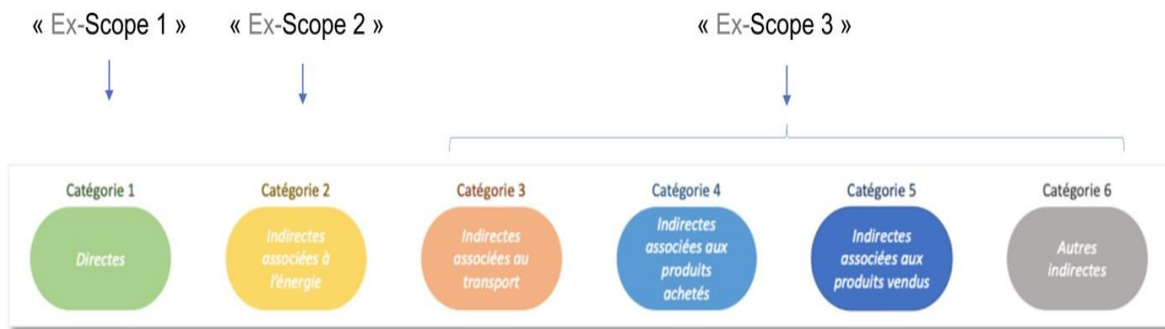 « Ex-Scope 1 »
« Ex-Scope 2 »
« Ex-Scope 3 »
Catégorie 1
Catégorie 2
Catégorie 3
Catégorie 4
Catégorie 5
Catégorie 6
Directes
Indirectes
associées à
l'énergie
Indirectes
associées au
transport
Indirectes
associées aux
produits
achetés
Indirectes
associées aux
produits vendus
Autres
indirectes